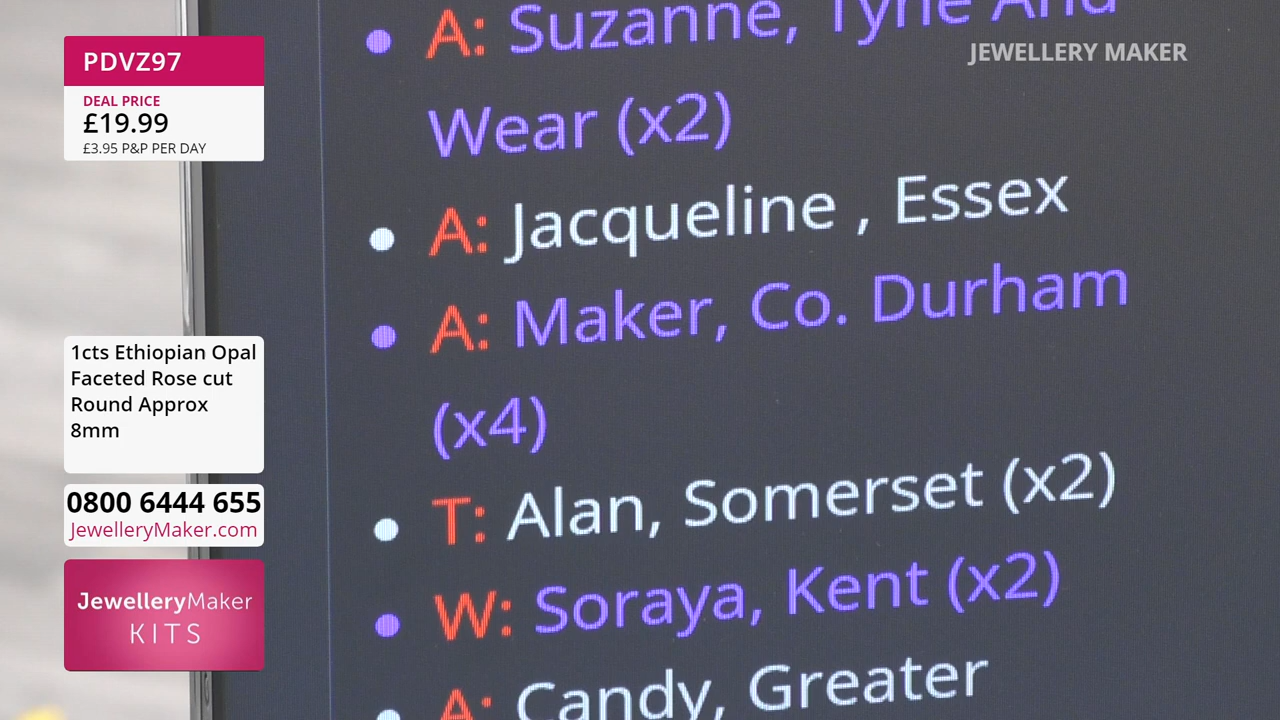 PDVZ97
DEAL PRICE
£19.99
£3.95 P&P PER DAY
1cts Ethiopian Opal
Faceted Rose cut
Round Approx
8mm
0800 6444 655
JewelleryMaker.com
JewelleryMaker
KITS
JEWELLERY MAKER
A: Suzanne, Tyne And
Wear (x2)
A: Jacqueline , Essex
A: Maker, Co. Durham
(x4)
T: Alan, Somerset (x2)
W: Soraya, Kent (x2)
A: Candy, Greater